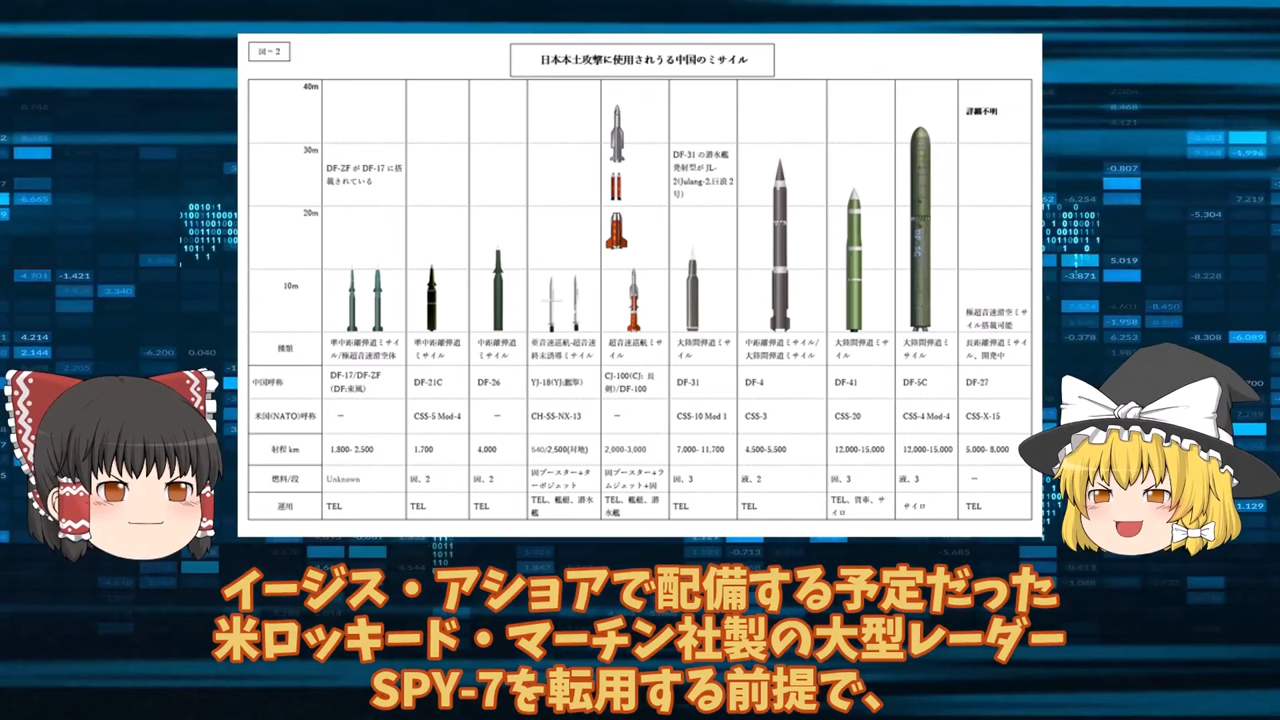 図－2
日本本土攻撃に使用されうる中国のミサイル
40m
30m
20m
10m
DF-ZF が DF-17 に搭
載されている
DF-31 の潜水艦
発射型が JL-
2(Julang-2,巨浪 2
号)
詳細不明
極超音速滑空ミサ
イル搭載可能
種類
準中距離弾道ミサイ
ル/極超音速滑空体
準中距離弾道
ミサイル
中距離弾道
ミサイル
亜音速巡航-超音速
終末誘導ミサイル
超音速巡航ミサ
イル
大陸間弾道ミサ
イル
中距離弾道ミサイル/
大陸間弾道ミサイル
大陸間弾道ミ
サイル
大陸間弾道ミ
サイル
長距離弾道ミサイ
ル、開発中
中国呼称
DF-17/DF-ZF
(DF:東風)
DF-21C
DF-26
YJ-18(YJ:鷹撃)
CJ-100(CJ: 長
剣)/DF-100
DF-31
DF-4
DF-41
DF-5C
DF-27
米国(NATO)呼称
－
CSS-5 Mod-4
－
CH-SS-NX-13
－
CSS-10 Mod 1
CSS-3
CSS-20
CSS-4 Mod-4
CSS-X-15
射程 km
1,800- 2,500
1,700
4,000
540/2,500(対地)
2,000-3,000
7,000- 11,700
4,500-5,500
12,000-15,000
12,000-15,000
5,000- 8,000
燃料/段
Unknown
固、2
固、2
固ブースター+タ
ーボジェット
固ブースター+ラ
ムジェット+固
固、3
液、2
固、3
液、3
－
運用
TEL
TEL
TEL
TEL、艦艇、潜水
艦
TEL、艦艇、潜
水艦
TEL
TEL
TEL、貨車、サ
イロ
サイロ
TEL
イージス・アショアで配備する予定だった
米ロッキード・マーチン社製の大型レーダー
SPY-7を転用する前提で、